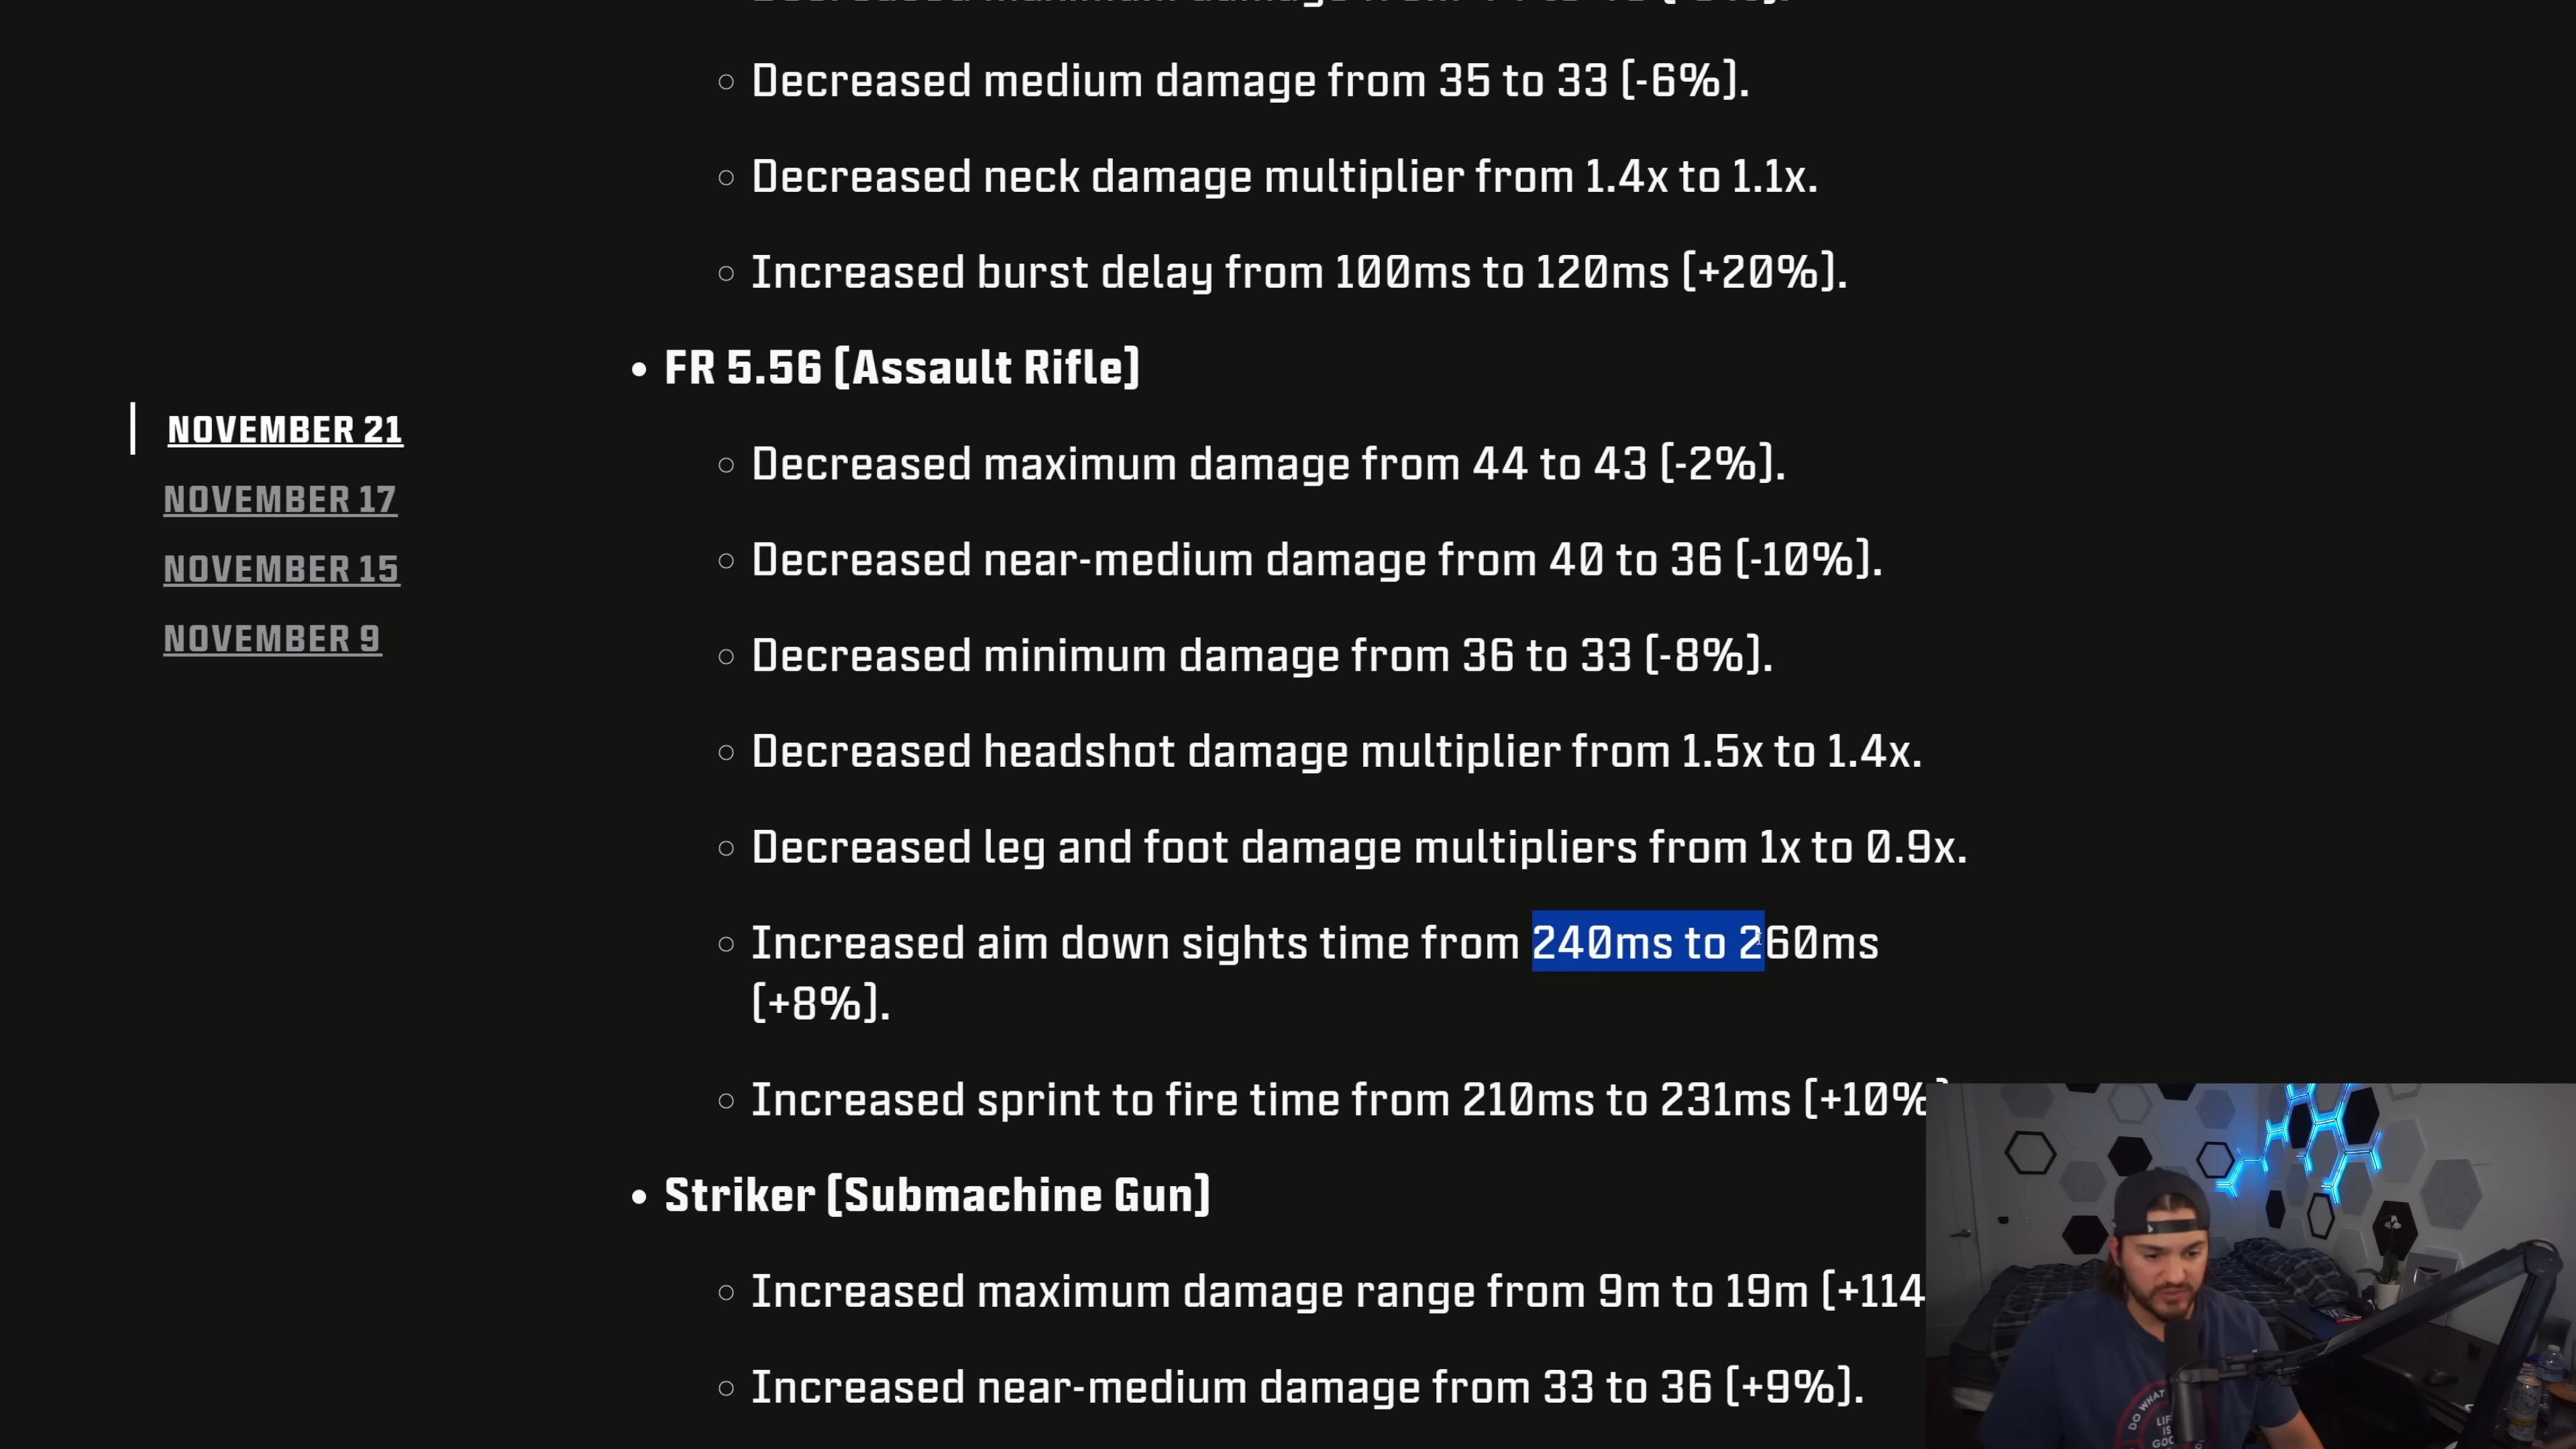 Decreased medium damage from 35 to 33 [-6%].
Decreased neck damage multiplier from 1.4x to 1.1x.
Increased burst delay from 100ms to 120ms [+20%].
FR 5.56 [Assault Rifle]
NOVEMBER 21
NOVEMBER 17
NOVEMBER 15
NOVEMBER 9
Decreased maximum damage from 44 to 43 [-2%].
Decreased near-medium damage from 40 to 36 [-10%].
Decreased minimum damage from 36 to 33 [-8%].
Decreased headshot damage multiplier from 1.5x to 1.4x.
Decreased leg and foot damage multipliers from 1x to 0.9x.
Increased aim down sights time from 240ms to 260ms
[+8%].
Increased sprint to fire time from 210ms to 231ms [+10%]
Striker [Submachine Gun]
Increased maximum damage range from 9m to 19m [+114
Increased near-medium damage from 33 to 36 [+9%].
DO WHAT
LIF
IS
GOO